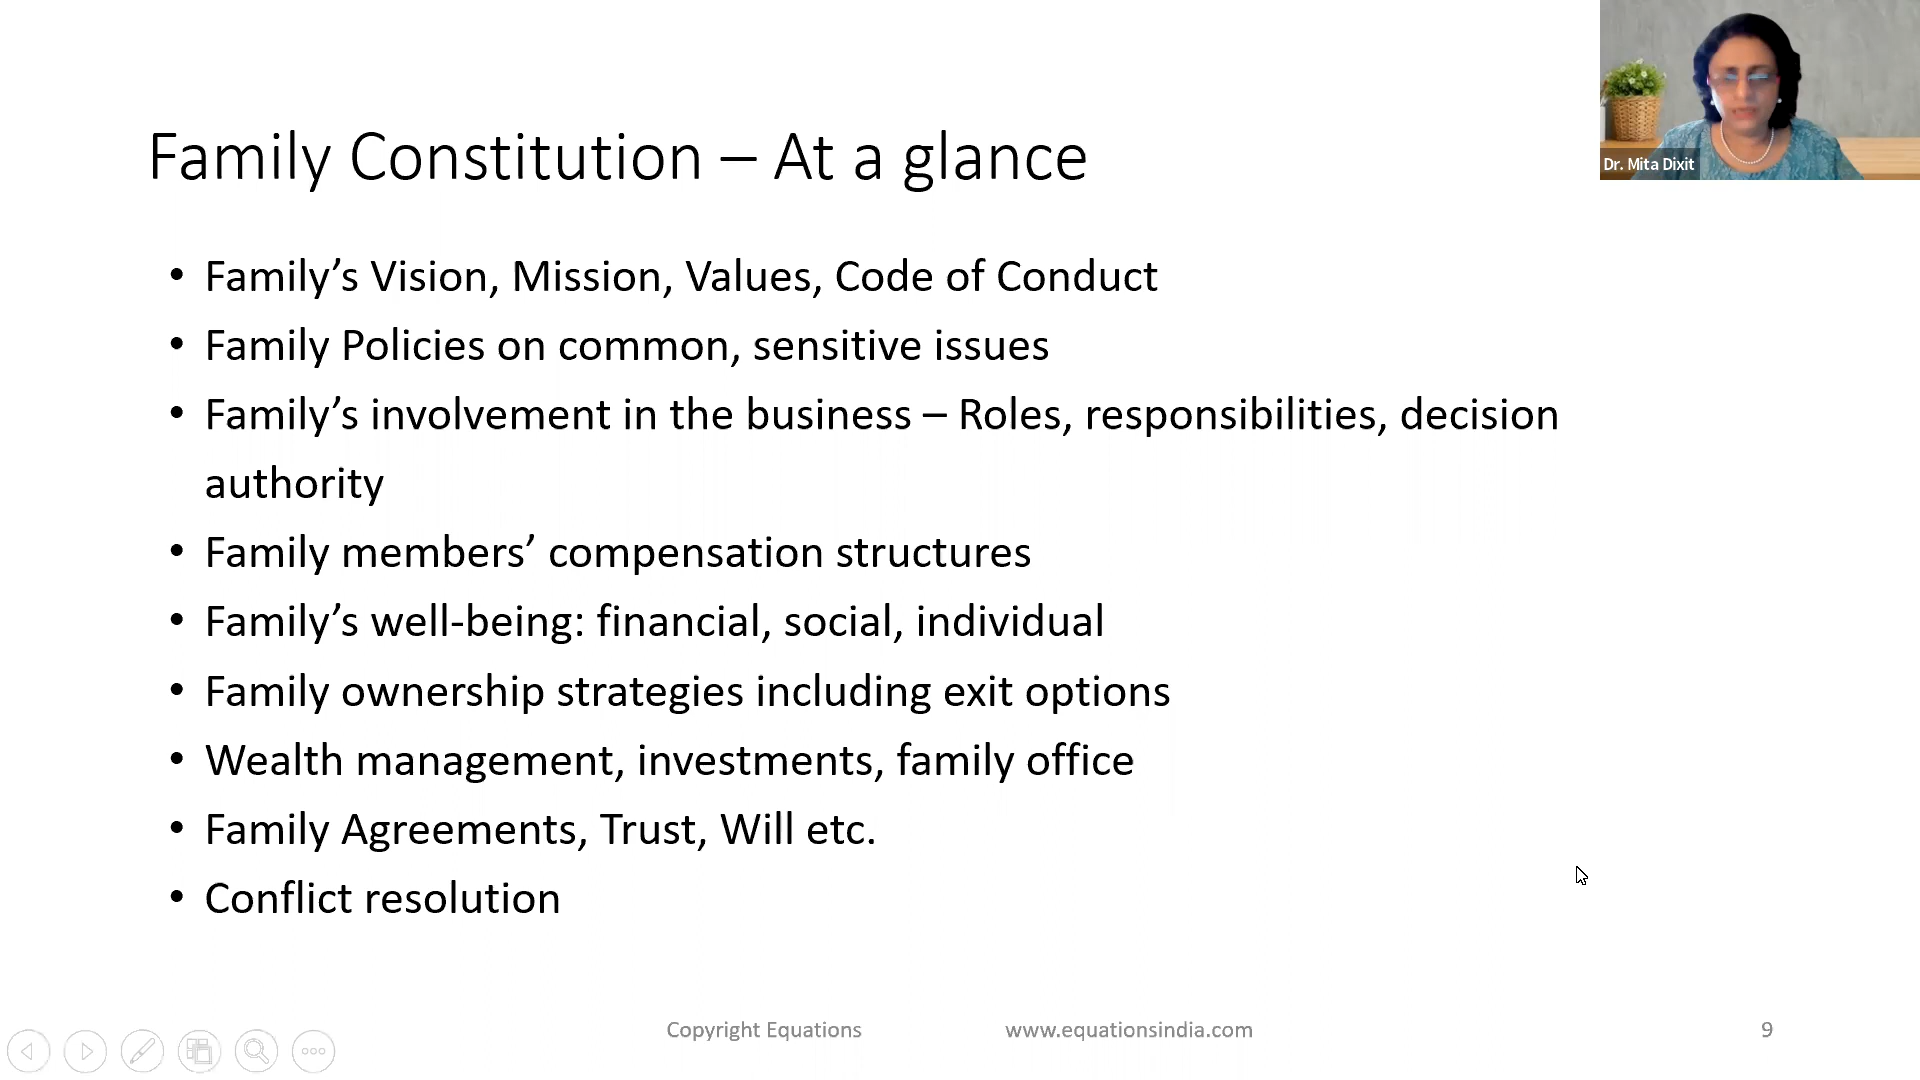 Dr. Mita Dixit
Family Constitution – At a glance
• Family’s Vision, Mission, Values, Code of Conduct
• Family Policies on common, sensitive issues
• Family’s involvement in the business – Roles, responsibilities, decision
authority
• Family members’ compensation structures
• Family’s well-being: financial, social, individual
• Family ownership strategies including exit options
• Wealth management, investments, family office
• Family Agreements, Trust, Will etc.
• Conflict resolution
Copyright Equations www.equationsindia.com 9